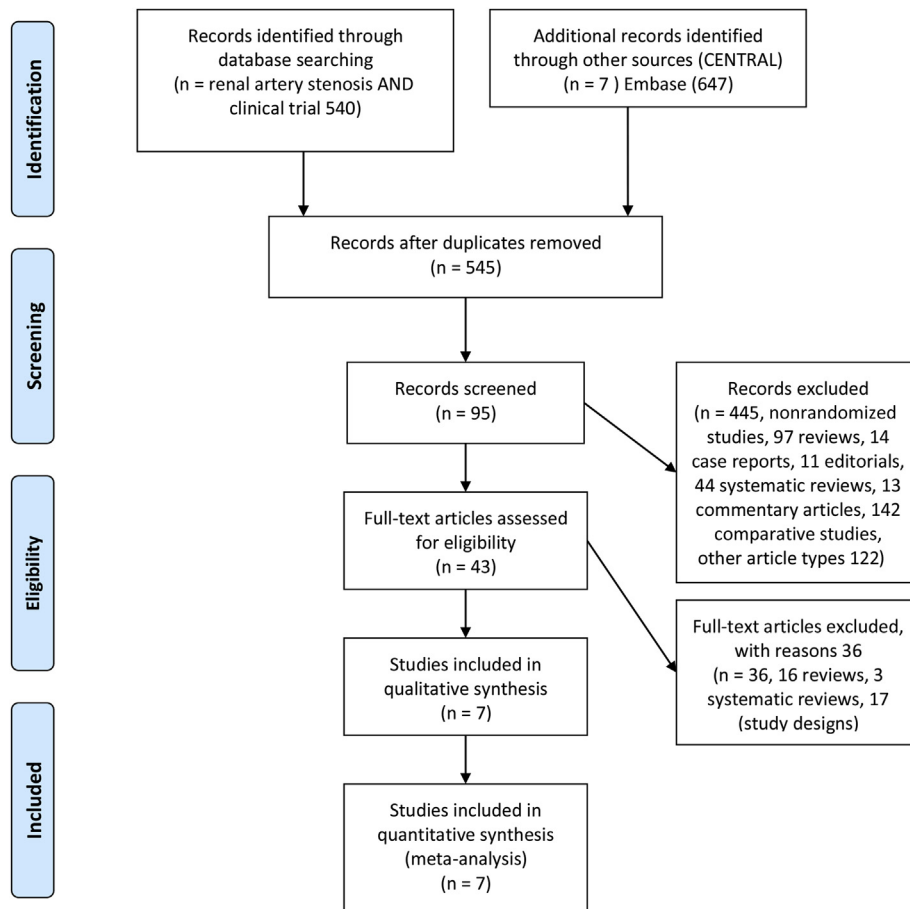 Identification
Records identified through
database searching
(n = renal artery stenosis AND
clinical trial 540)
Additional records identified
through other sources (CENTRAL)
(n = 7 ) Embase (647)
Records after duplicates removed
(n = 545)
Screening
Records screened
(n = 95)
Records excluded
(n = 445, nonrandomized
studies, 97 reviews, 14
case reports, 11 editorials,
44 systematic reviews, 13
commentary articles, 142
comparative studies,
other article types 122)
Eligibility
Full-text articles assessed
for eligibility
(n = 43)
Full-text articles excluded,
with reasons 36
(n = 36, 16 reviews, 3
systematic reviews, 17
(study designs)
Studies included in
qualitative synthesis
(n = 7)
Included
Studies included in
quantitative synthesis
(meta-analysis)
(n = 7)